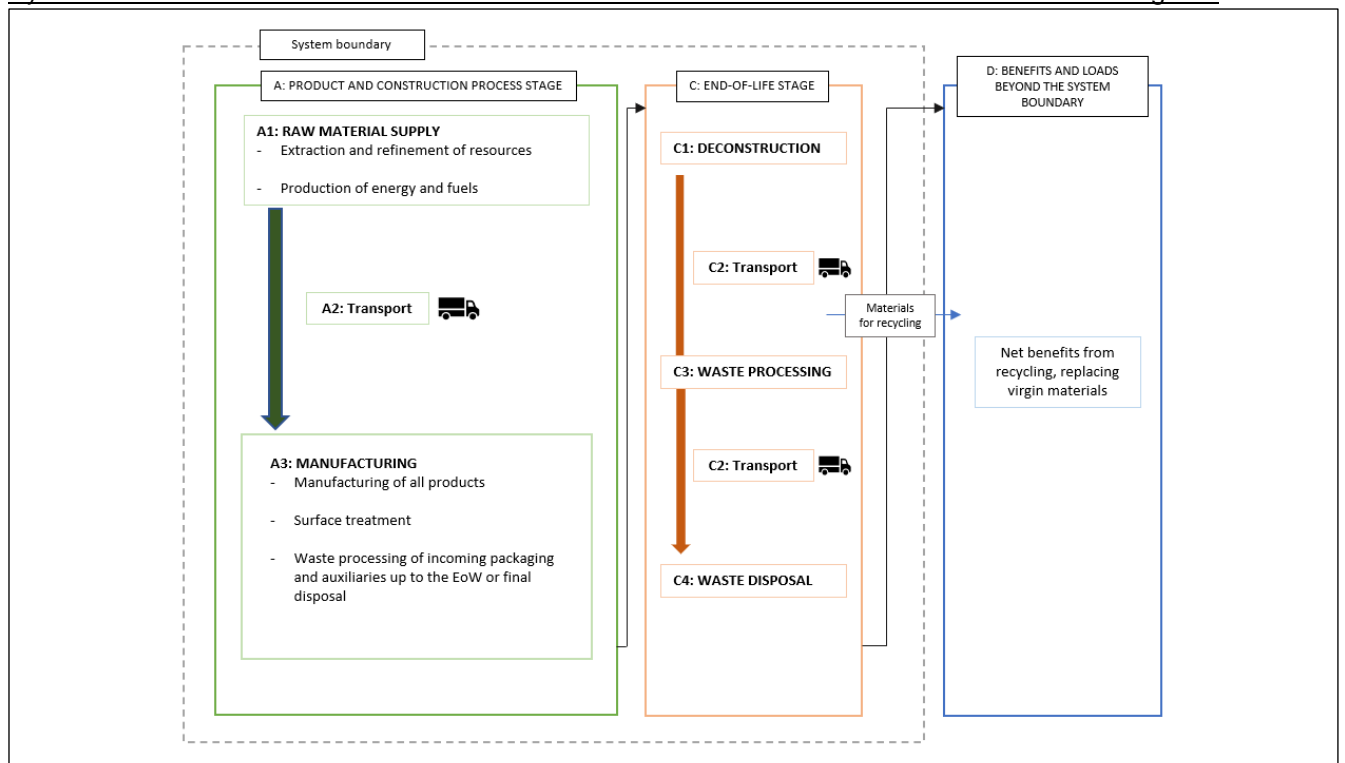 System boundary
A: PRODUCT AND CONSTRUCTION PROCESS STAGE
A1: RAW MATERIAL SUPPLY
- Extraction and refinement of resources
- Production of energy and fuels
A2: Transport
A3: MANUFACTURING
- Manufacturing of all products
- Surface treatment
- Waste processing of incoming packaging
and auxiliaries up to the EoW or final
disposal
C: END-OF-LIFE STAGE
C1: DECONSTRUCTION
C2: Transport
C3: WASTE PROCESSING
C2: Transport
C4: WASTE DISPOSAL
Materials
for recycling
D: BENEFITS AND LOADS
BEYOND THE SYSTEM
BOUNDARY
Net benefits from
recycling, replacing
virgin materials